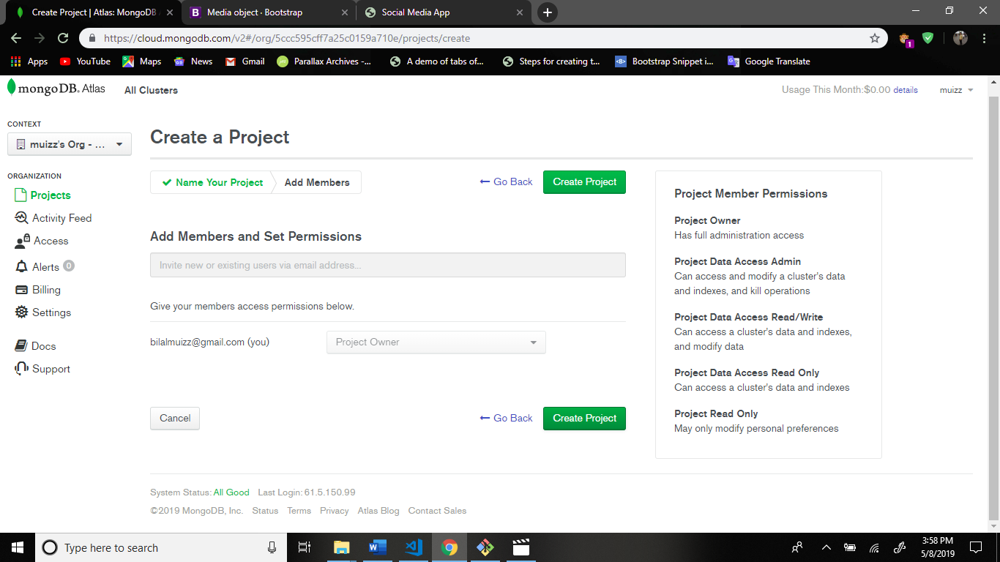 Create Project | Atlas: MongoDB A
Media object · Bootstrap
Social Media App
https://cloud.mongodb.com/v2#/org/5ccc595cff7a25c0159a710e/projects/create
1
Apps YouTube Maps News Gmail Parallax Archives -... A demo of tabs of... Steps for creating t... Bootstrap Snippet i... Google Translate
mongoDB. Atlas All Clusters Usage This Month:$0.00 details muizz
CONTEXT
muizz's Org - ...
ORGANIZATION
Projects
Activity Feed
Access
Alerts 0
Billing
Settings
Docs
Support
Create a Project
Name Your Project Add Members Go Back Create Project
Add Members and Set Permissions
Invite new or existing users via email address...
Give your members access permissions below.
bilalmuizz@gmail.com (you) Project Owner
Cancel Go Back Create Project
Project Member Permissions
Project Owner
Has full administration access
Project Data Access Admin
Can access and modify a cluster's data
and indexes, and kill operations
Project Data Access Read/Write
Can access a cluster's data and indexes,
and modify data
Project Data Access Read Only
Can access a cluster's data and indexes
Project Read Only
May only modify personal preferences
System Status: All Good Last Login: 61.5.150.99
©2019 MongoDB, Inc. Status Terms Privacy Atlas Blog Contact Sales
Type here to search
3:58 PM
5/8/2019